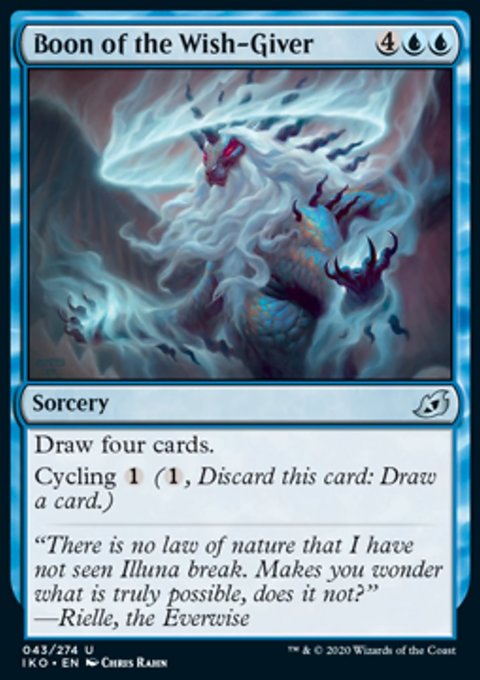 Boon of the Wish-Giver 4
Sorcery
Draw four cards.
Cycling 1 (1, Discard this card: Draw
a card.)
“There is no law of nature that I have
not seen Illuna break. Makes you wonder
what is truly possible, does it not?”
—Rielle, the Everwise
043/274 U
IKO • EN Chris Rahn
™ & © 2020 Wizards of the Coast